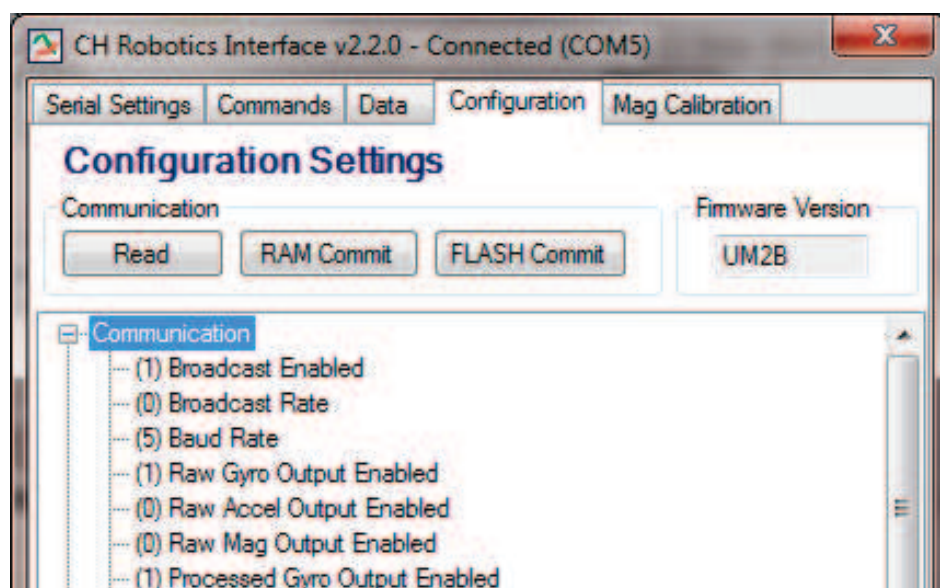 CH Robotics Interface v2.2.0 - Connected (COM5)
Serial Settings Commands Data Configuration Mag Calibration
Configuration Settings
Communication Firmware Version
Read RAM Commit FLASH Commit UM2B
Communication
(1) Broadcast Enabled
(0) Broadcast Rate
(5) Baud Rate
(1) Raw Gyro Output Enabled
(0) Raw Accel Output Enabled
(0) Raw Mag Output Enabled
(1) Processed Gyro Output Enabled